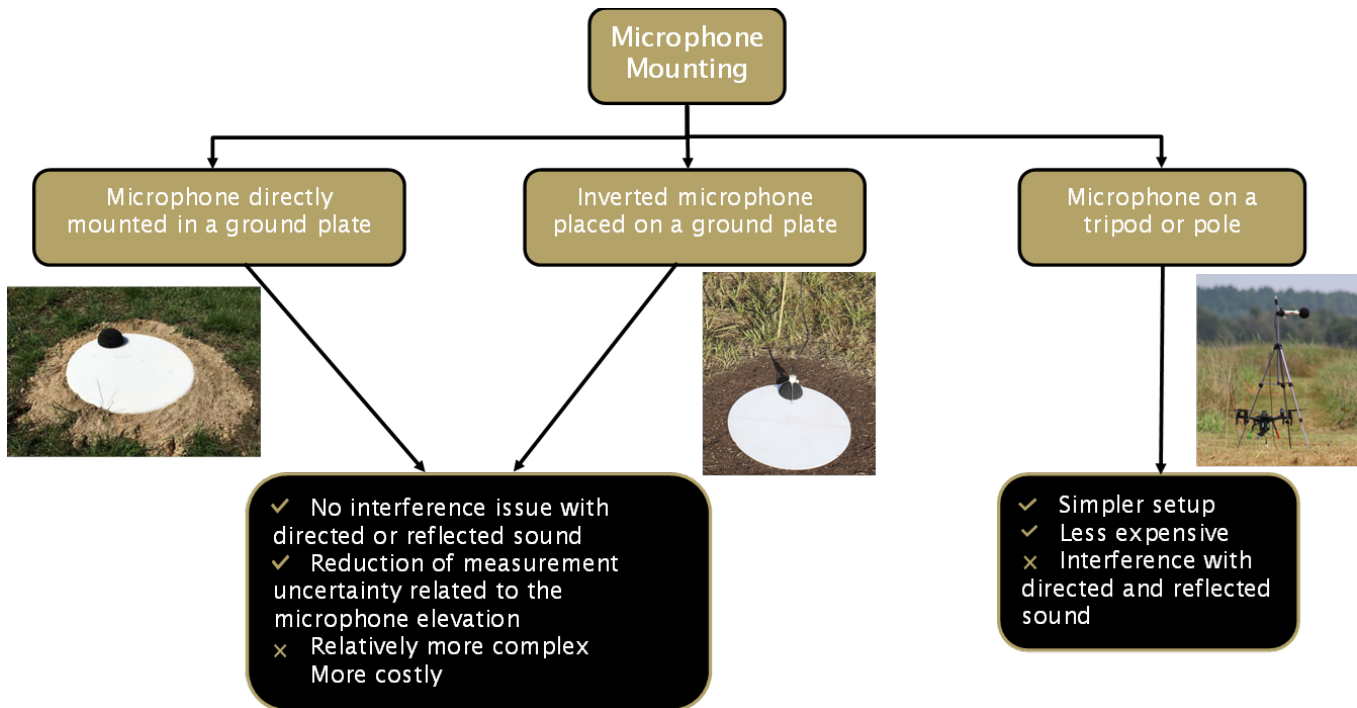 Microphone
Mounting
Microphone directly
mounted in a ground plate
Inverted microphone
placed on a ground plate
Microphone on a
tripod or pole
✓ No interference issue with
directed or reflected sound
✓ Reduction of measurement
uncertainty related to the
microphone elevation
× Relatively more complex
More costly
✓ Simpler setup
✓ Less expensive
× Interference with
directed and reflected
sound